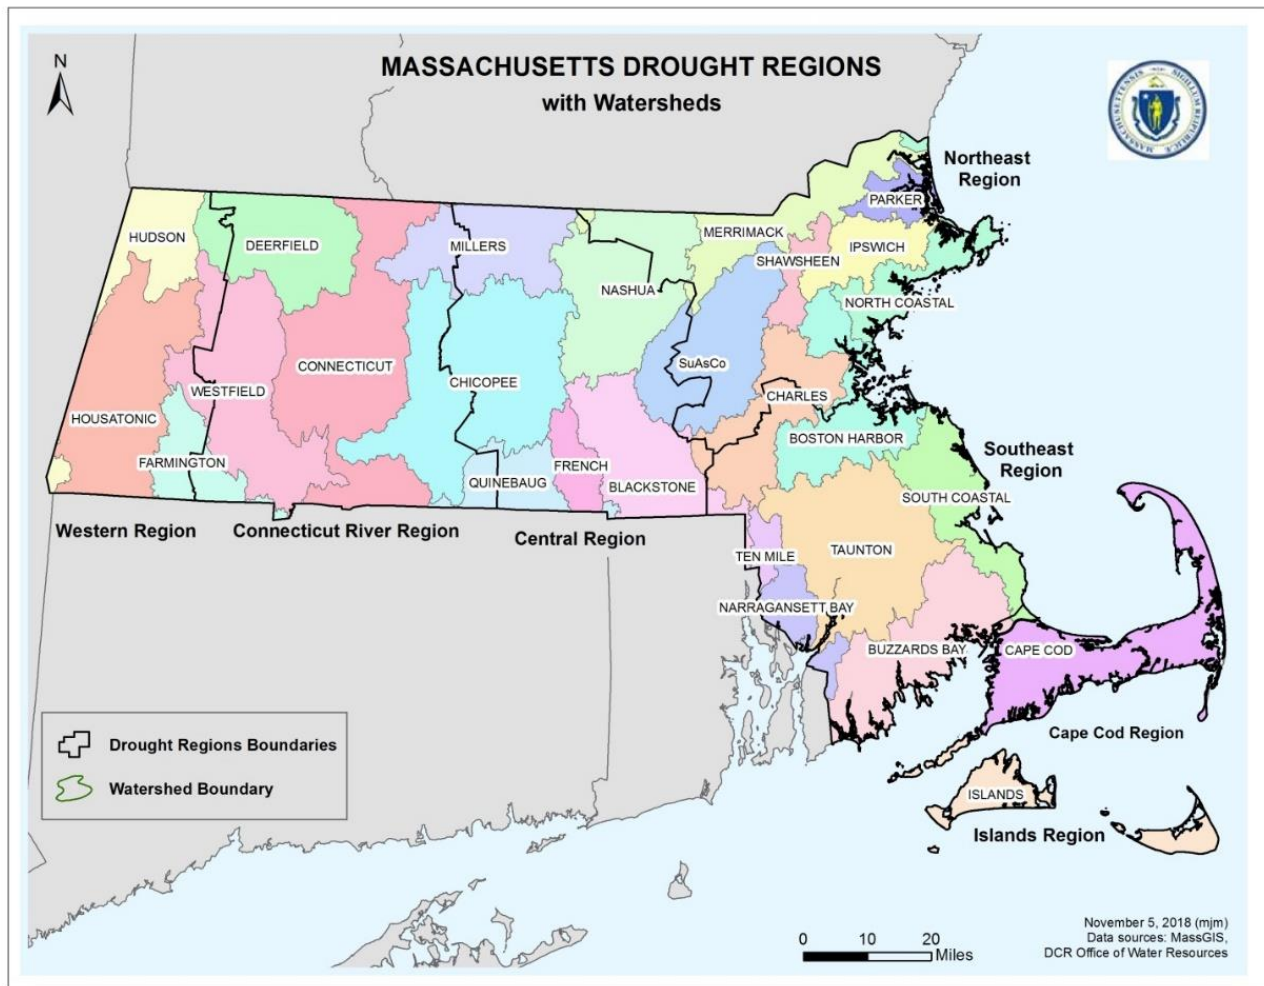 MASSACHUSETTS DROUGHT REGIONS
with Watersheds
N
Northeast
Region
PARKER
HUDSON
DEERFIELD
MILLERS
MERRIMACK
IPSWICH
SHAWSHEEN
NASHUA
NORTH COASTAL
CONNECTICUT
SuAsCo
WESTFIELD
CHICOPEE
CHARLES
HOUSATONIC
BOSTON HARBOR
Southeast
Region
FARMINGTON
FRENCH
QUINEBAUG
BLACKSTONE
SOUTH COASTAL
Western Region
Connecticut River Region
Central Region
TEN MILE
TAUNTON
NARRAGANSETT BAY
BUZZARDS BAY
CAPE COD
Cape Cod Region
Drought Regions Boundaries
Watershed Boundary
ISLANDS
Islands Region
0 10 20
Miles
November 5, 2018 (mjm)
Data sources: MassGIS,
DCR Office of Water Resources